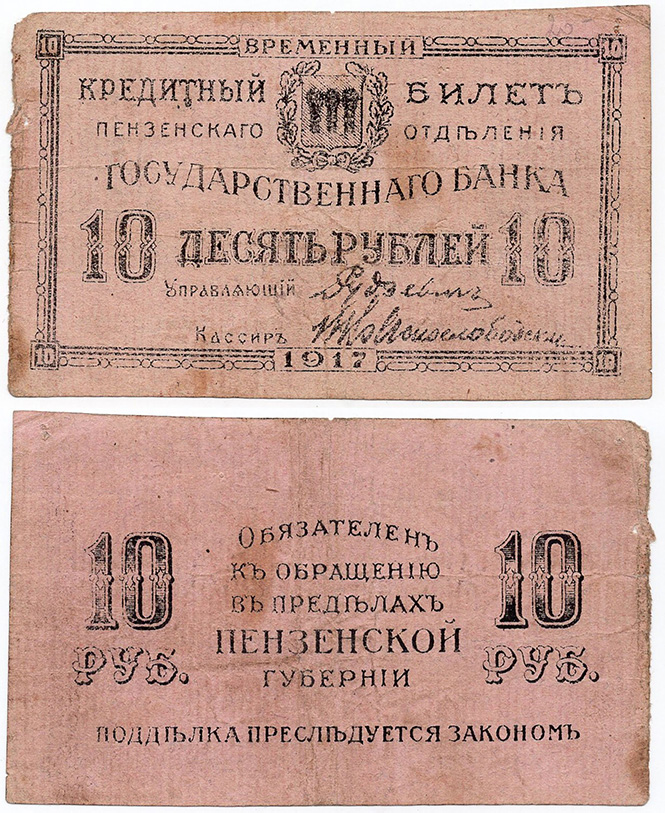 10 ВРЕМЕННЫЙ 10
КРЕДИТНЫЙ БИЛЕТЪ
ПЕНЗЕНСКАГО ОТДѢЛЕНІЯ
ГОСУДАРСТВЕННАГО БАНКА
10 ДЕСЯТЬ РУБЛЕЙ 10
УПРАВЛЯЮЩІЙ
КАССИРЪ
10 1917 10
10 ОБЯЗАТЕЛЕНЪ 10
КЪ ОБРАЩЕНІЮ
ВЪ ПРЕДѢЛАХЪ
РУБ. ПЕНЗЕНСКОЙ РУБ.
ГУБЕРНІИ
ПОДДѢЛКА ПРЕСЛѢДУЕТСЯ ЗАКОНОМЪ